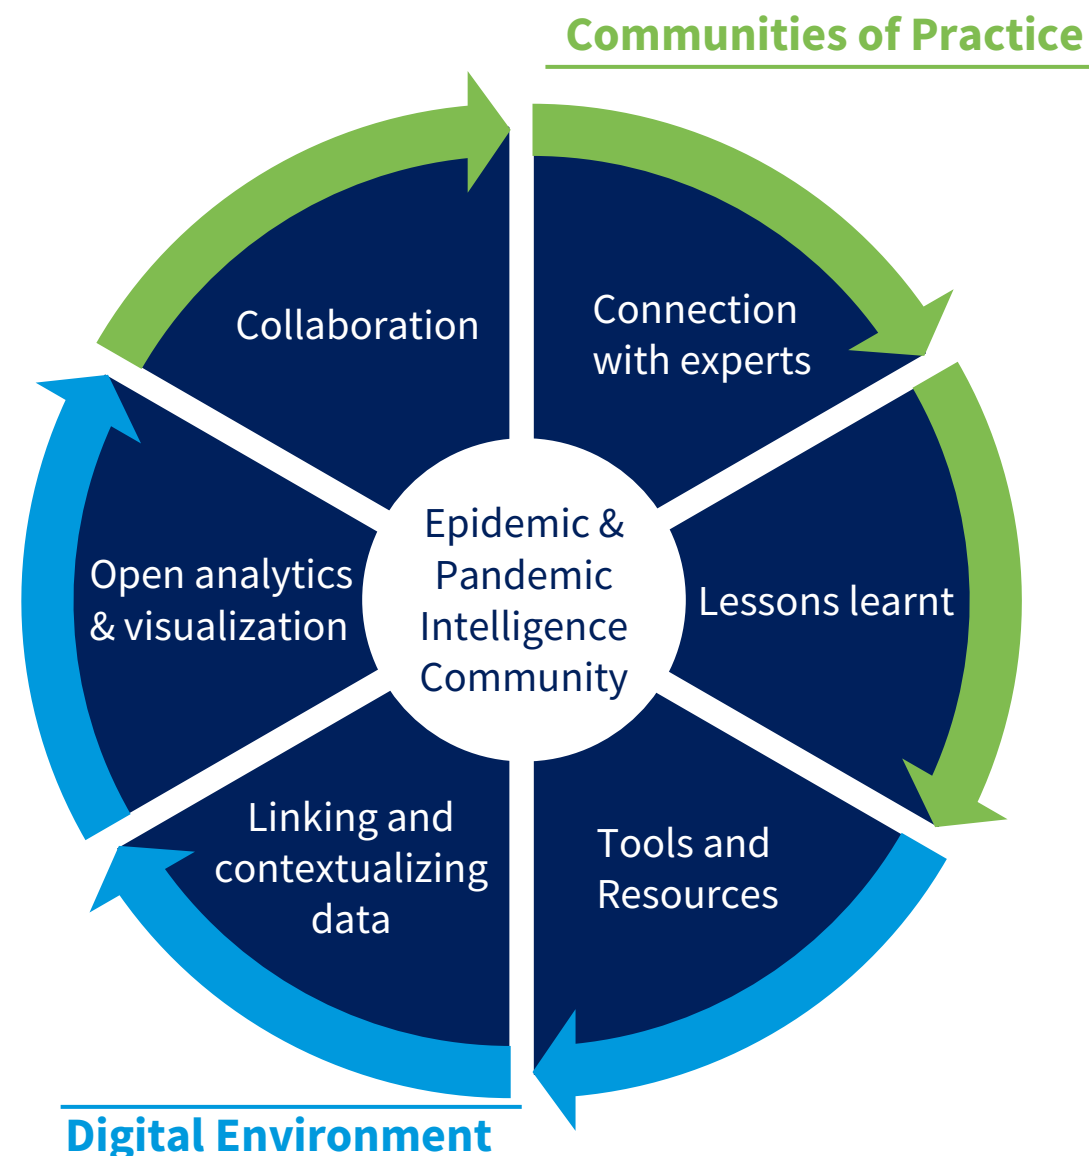 Communities of Practice
Collaboration
Connection
with experts
Epidemic &
Pandemic
Intelligence
Community
Open analytics
& visualization
Lessons learnt
Linking and
contextualizing
data
Tools and
Resources
Digital Environment